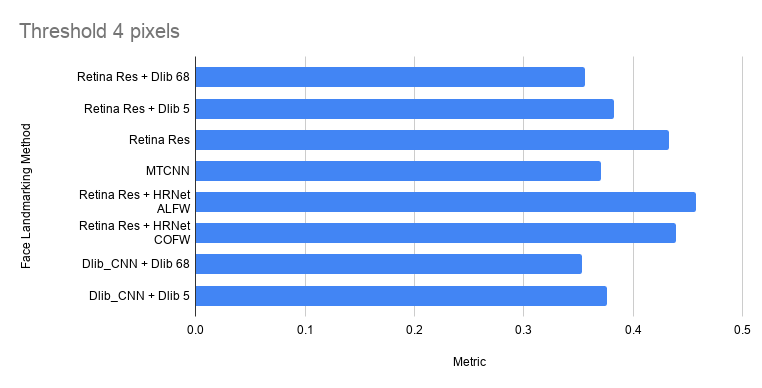 Threshold 4 pixels
Face Landmarking Method
Retina Res + Dlib 68
Retina Res + Dlib 5
Retina Res
MTCNN
Retina Res + HRNet
ALFW
Retina Res + HRNet
COFW
Dlib_CNN + Dlib 68
Dlib_CNN + Dlib 5
0.0 0.1 0.2 0.3 0.4 0.5
Metric